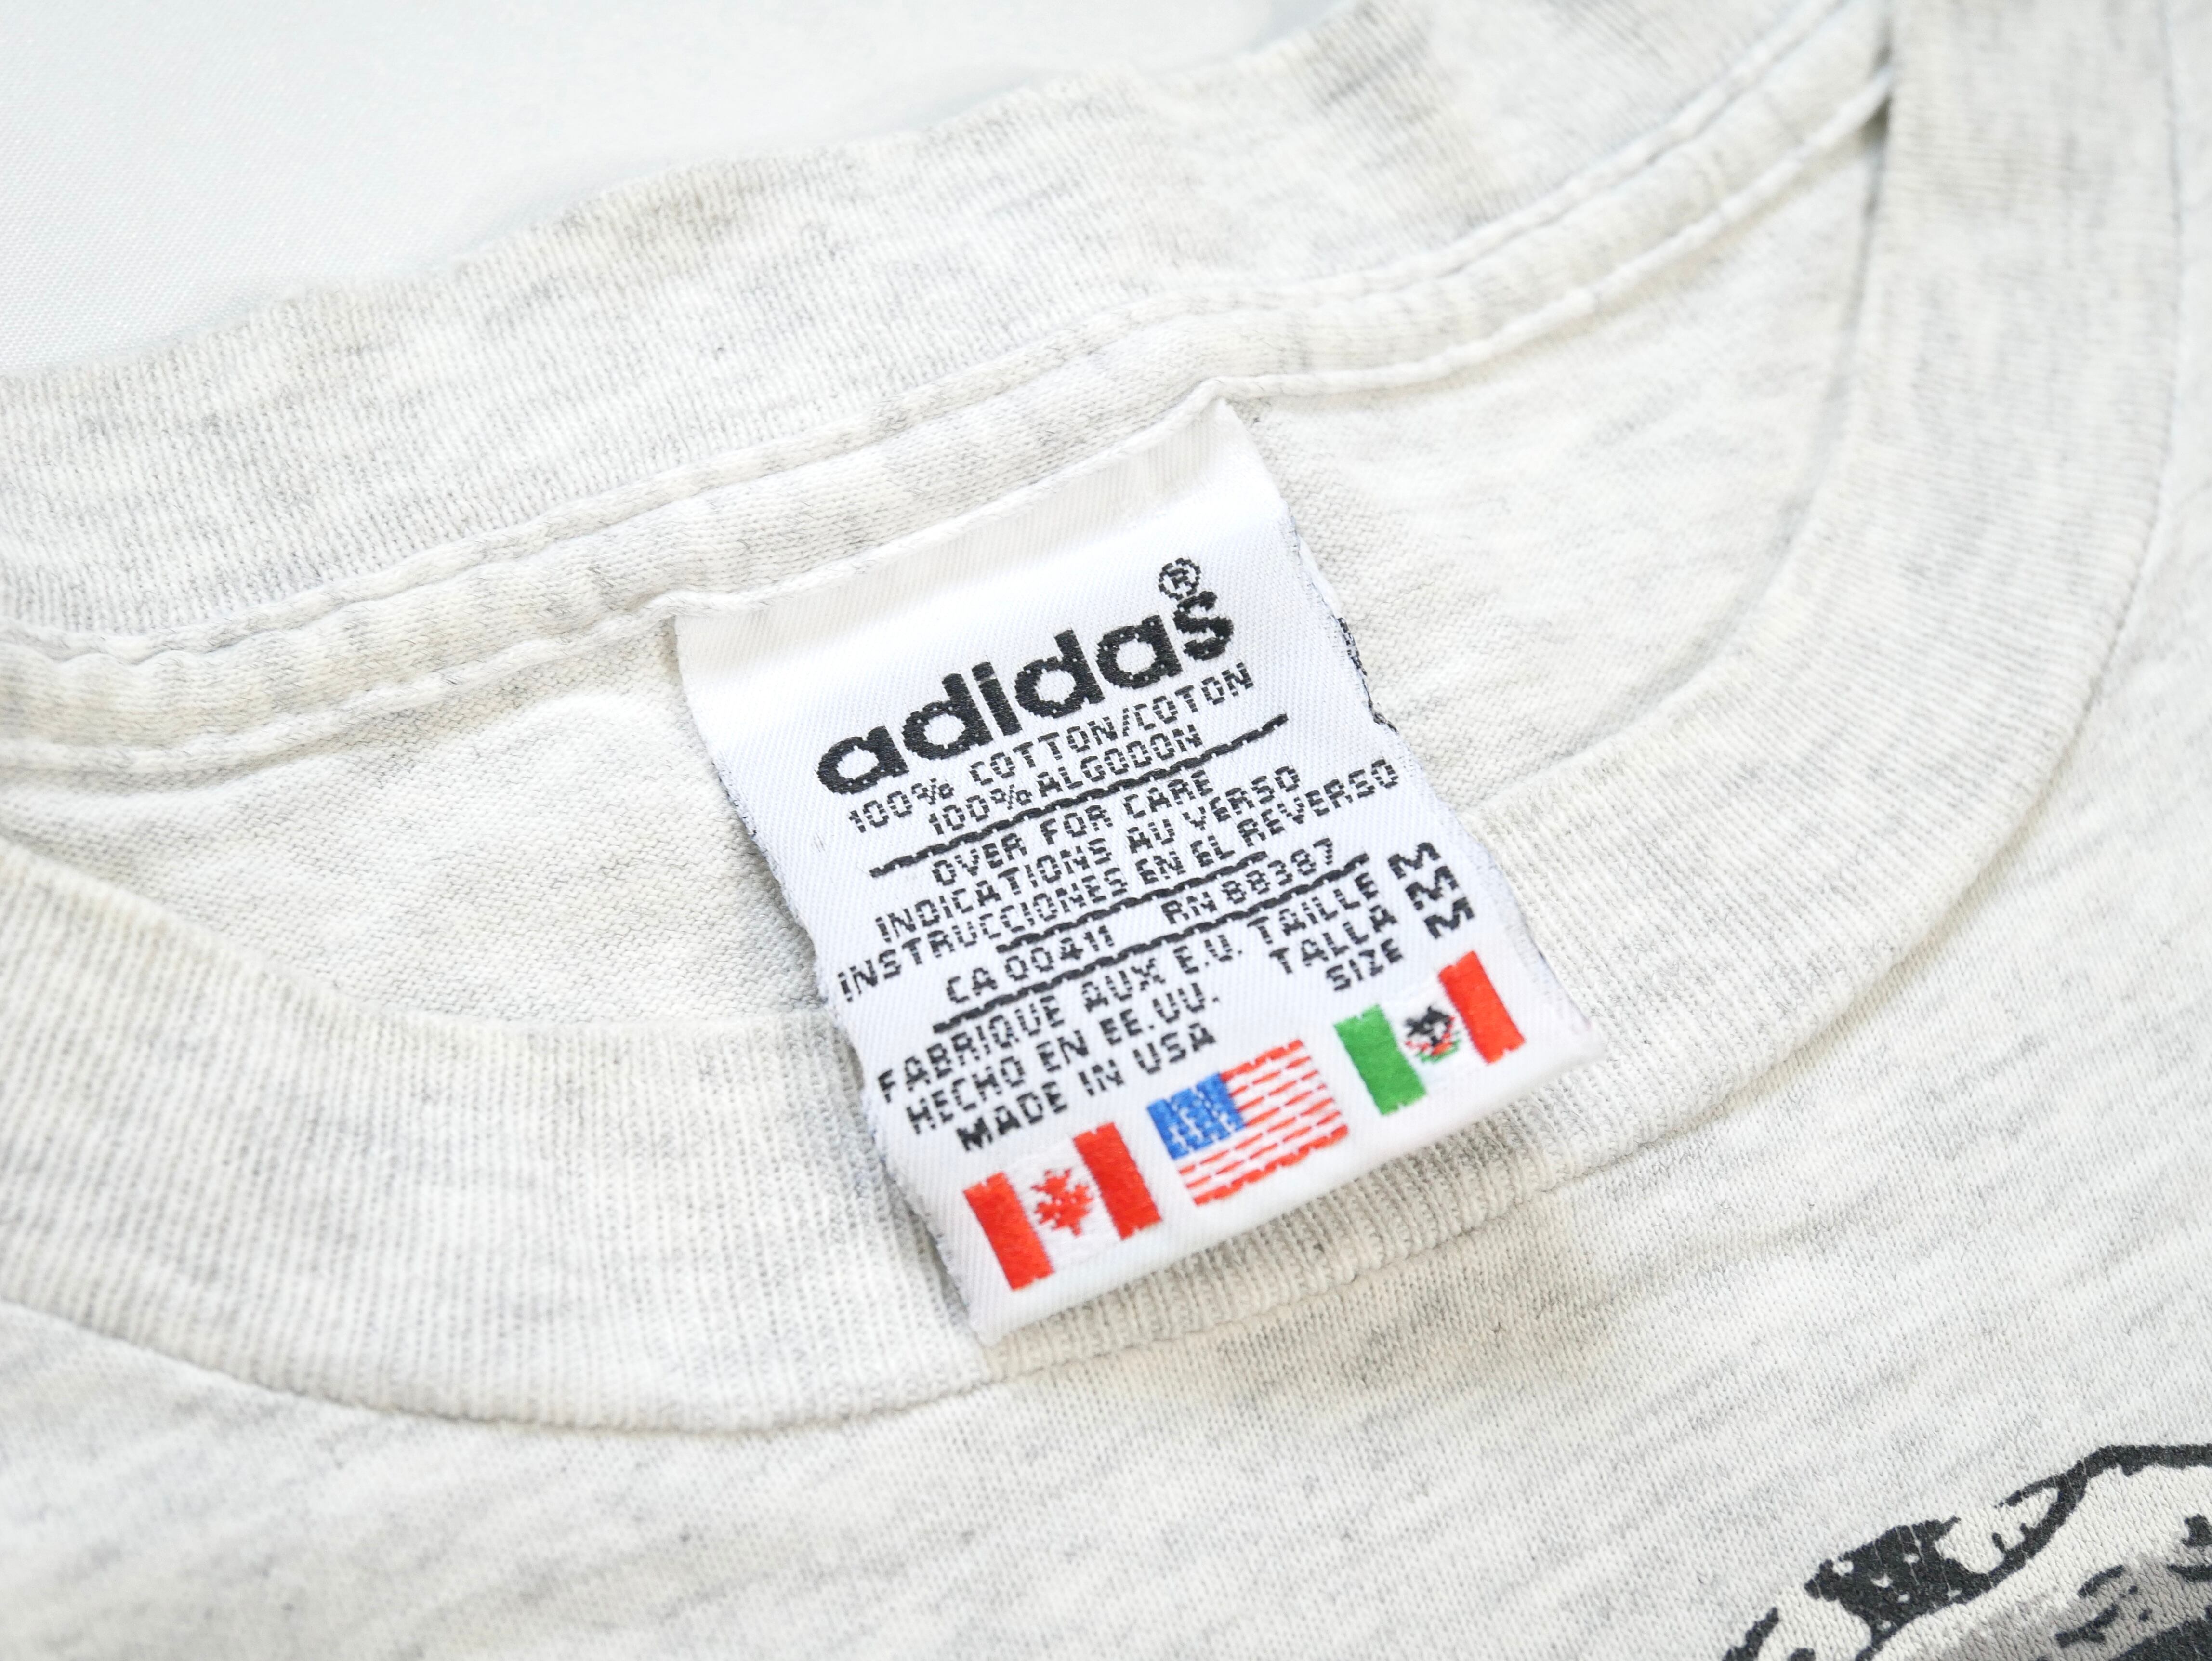 adidas®
100% COTTON/COTON
100% ALGODON
OVER FOR CARE
INDICATIONS AU VERSO
INSTRUCCIONES EN EL REVERSO
CA 00411 RN 88387
FABRIQUE AUX E.U. TAILLE M
HECHO EN EE.UU. TALLA M
MADE IN USA SIZE M